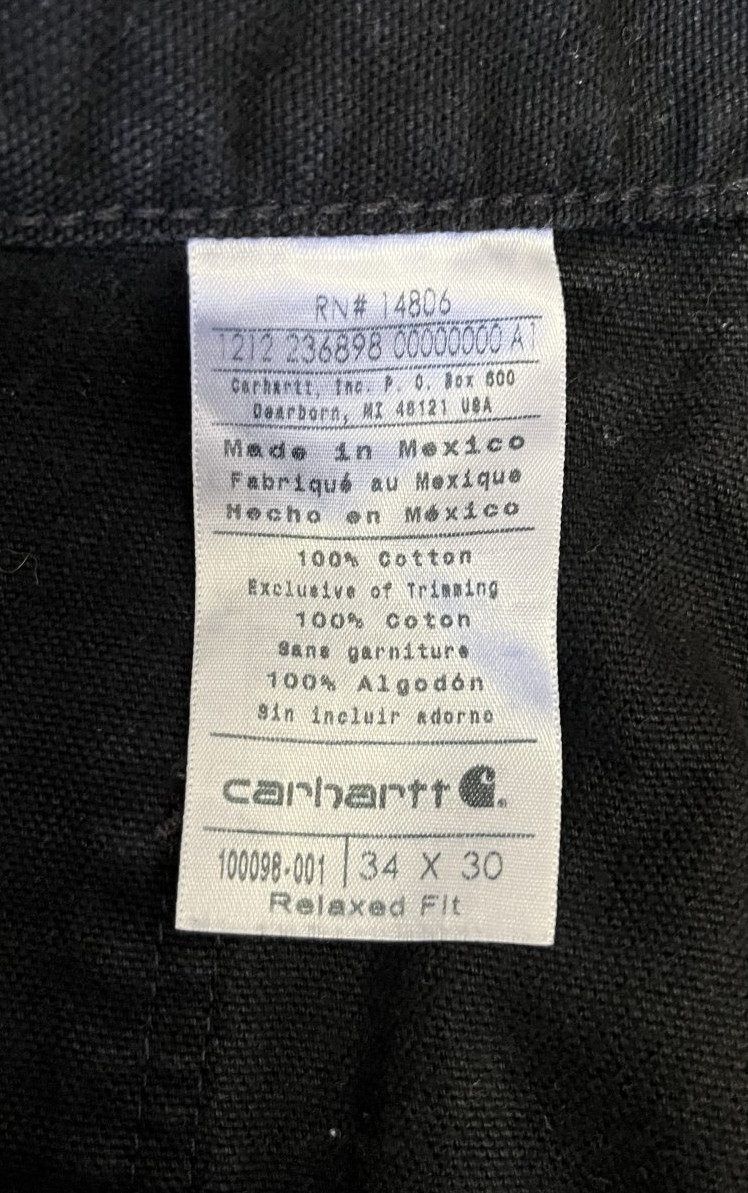 RN# 14806
1212 236898 00000000 A1
Carhartt, Inc. P. O. Box 600
Dearborn, MI 48121 USA
Made in Mexico
Fabriqué au Mexique
Hecho en México
100% Cotton
Exclusive of Trimming
100% Coton
Sans garniture
100% Algodón
Sin incluir adorno
carhartt
100098-001 | 34 X 30
Relaxed Fit